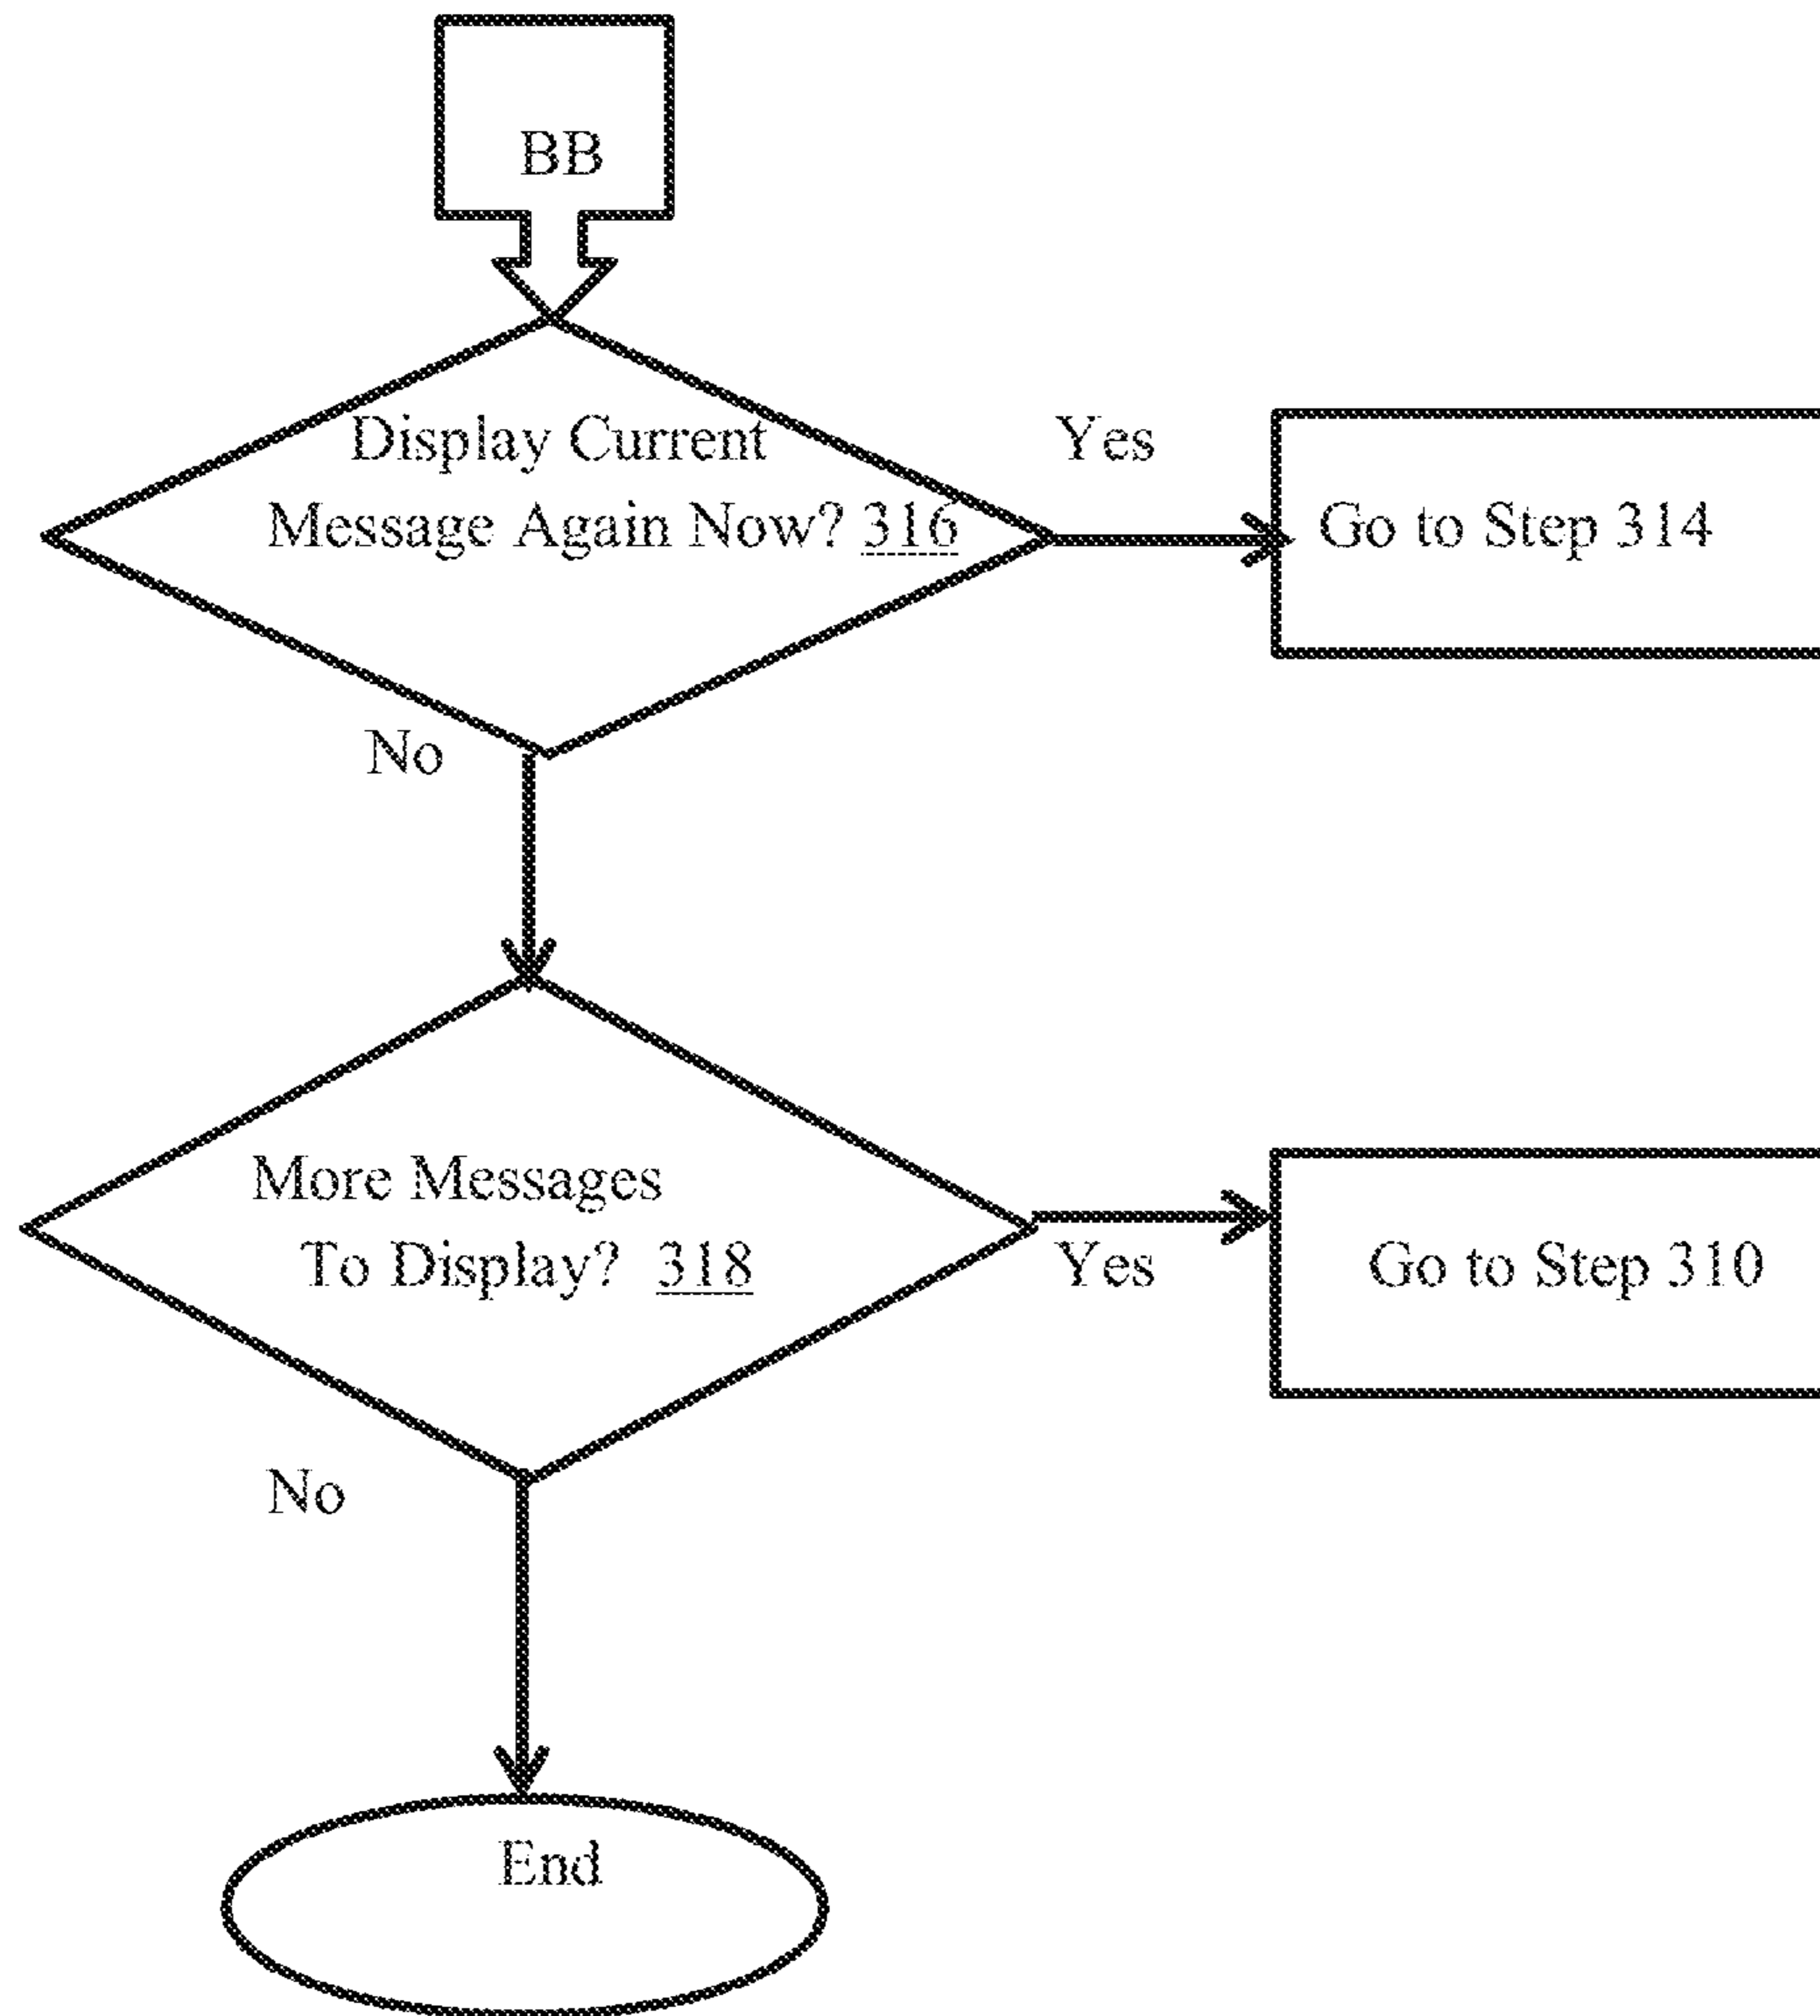 BB
Display Current
Message Again Now? 316
Yes
Go to Step 314
No
More Messages
To Display? 318
Yes
Go to Step 310
No
End